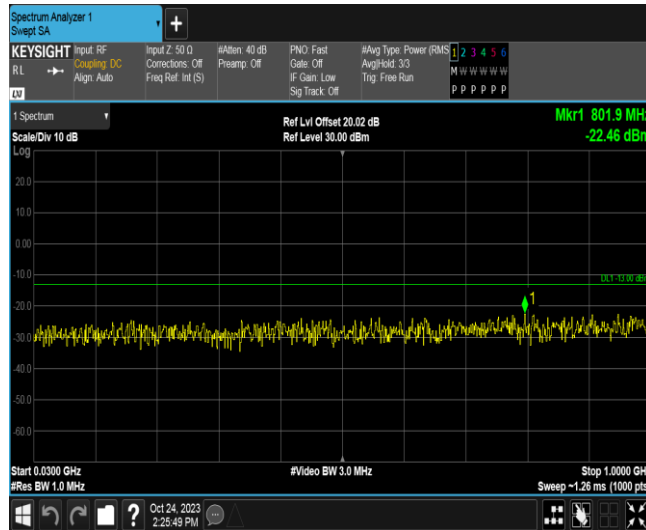 Spectrum Analyzer 1
Swept SA
+
KEYSIGHT
RL
LXI
Input: RF
Coupling: DC
Align: Auto
Input Z: 50 Ω
Corrections: Off
Freq Ref: Int (S)
#Atten: 40 dB
Preamp: Off
PNO: Fast
Gate: Off
IF Gain: Low
Sig Track: Off
#Avg Type: Power (RMS
Avg|Hold: 3/3
Trig: Free Run
1 2 3 4 5 6
M W W W W W
P P P P P P
1 Spectrum
Scale/Div 10 dB
Log
Ref Lvl Offset 20.02 dB
Ref Level 30.00 dBm
Mkr1 801.9 MHz
-22.46 dBm
20.0
10.0
0.00
-10.0
-20.0
-30.0
-40.0
-50.0
-60.0
DL1 -13.00 dBm
1
Start 0.0300 GHz
#Res BW 1.0 MHz
#Video BW 3.0 MHz
Stop 1.0000 GH
Sweep ~1.26 ms (1000 pts
?
Oct 24, 2023
2:25:49 PM